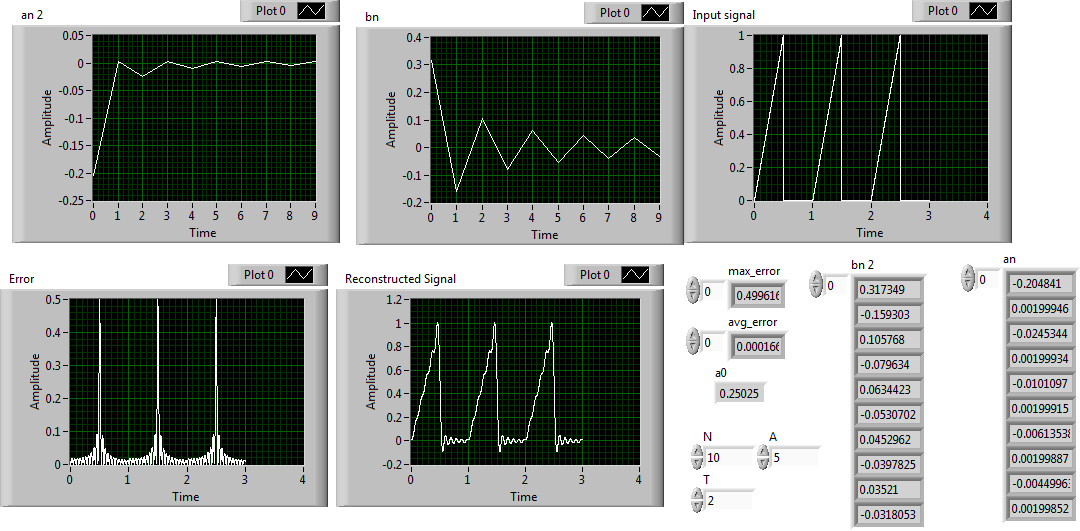 an 2
Plot 0
0.05
0
-0.05
-0.1
-0.15
-0.2
-0.25
Amplitude
0 1 2 3 4 5 6 7 8 9
Time
bn
Plot 0
0.4
0.3
0.2
0.1
0
-0.1
-0.2
Amplitude
0 1 2 3 4 5 6 7 8 9
Time
Input signal
Plot 0
1
0.8
0.6
0.4
0.2
0
Amplitude
0 1 2 3 4
Time
Error
Plot 0
0.5
0.4
0.3
0.2
0.1
0
Amplitude
0 1 2 3 4
Time
Reconstructed Signal
Plot 0
1.2
1
0.8
0.6
0.4
0.2
0
-0.2
Amplitude
0 1 2 3 4
Time
max_error
0
0.499616
avg_error
0
0.000166
a0
0.25025
N
10
A
5
T
2
bn 2
0
0.317349
-0.159303
0.105768
-0.079634
0.0634423
-0.0530702
0.0452962
-0.0397825
0.03521
-0.0318053
an
0
-0.204841
0.00199946
-0.0245344
0.00199934
-0.0101097
0.00199915
-0.00613538
0.00199887
-0.0044996
0.00199852